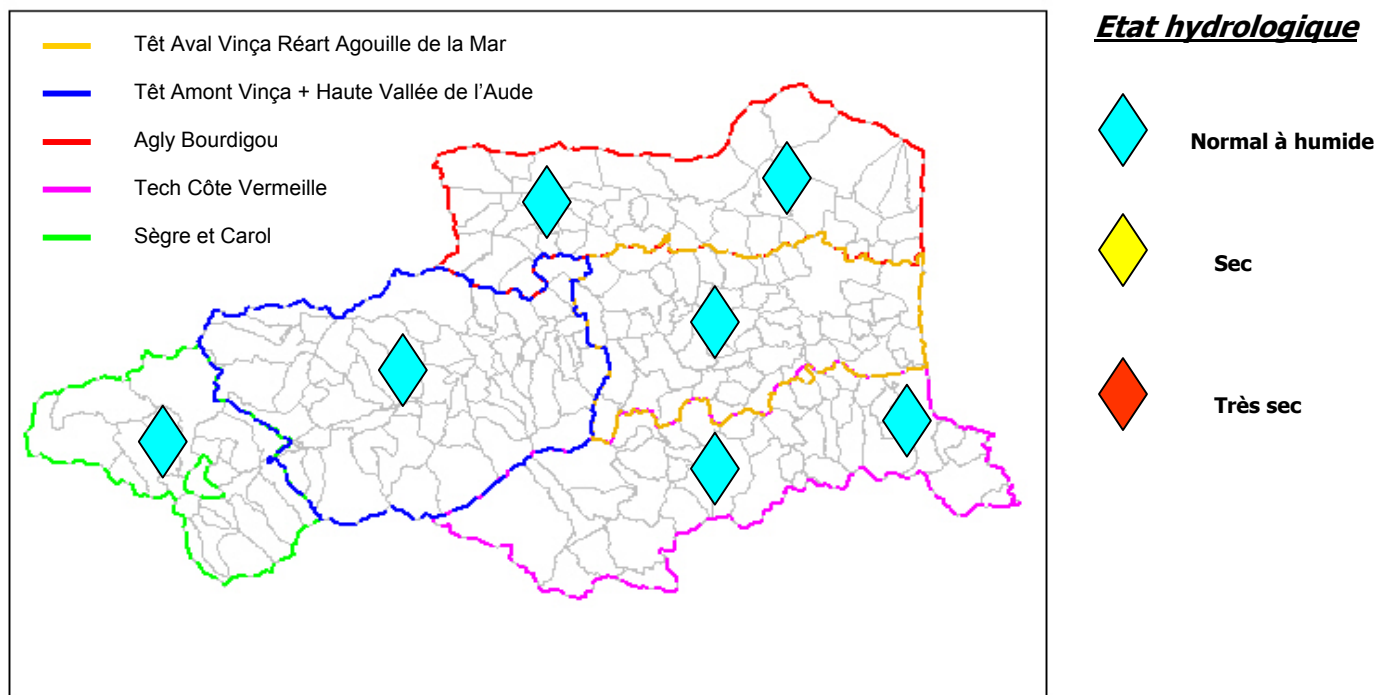 Têt Aval Vinça Réart Agouille de la Mar
Têt Amont Vinça + Haute Vallée de l'Aude
Agly Bourdigou
Tech Côte Vermeille
Sègre et Carol
Etat hydrologique
Normal à humide
Sec
Très sec